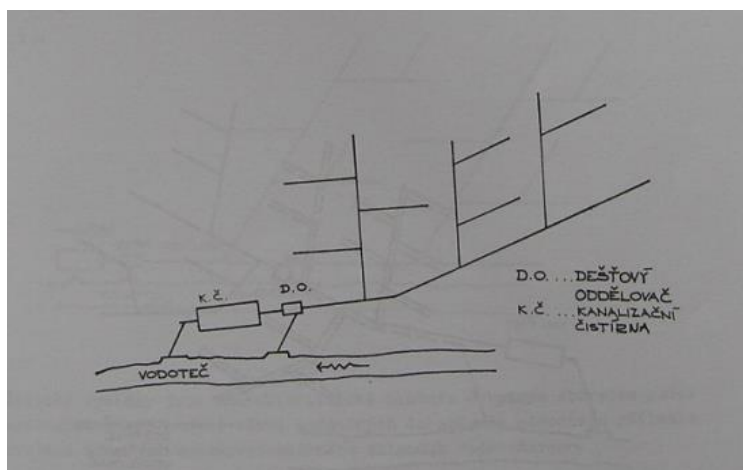 K.Č.
D.O.
D.O. .... DEŠŤOVÝ
ODDĚLOVAČ
K.Č. .... KANALIZAČNÍ
ČISTÍRNA
VODOTEČ